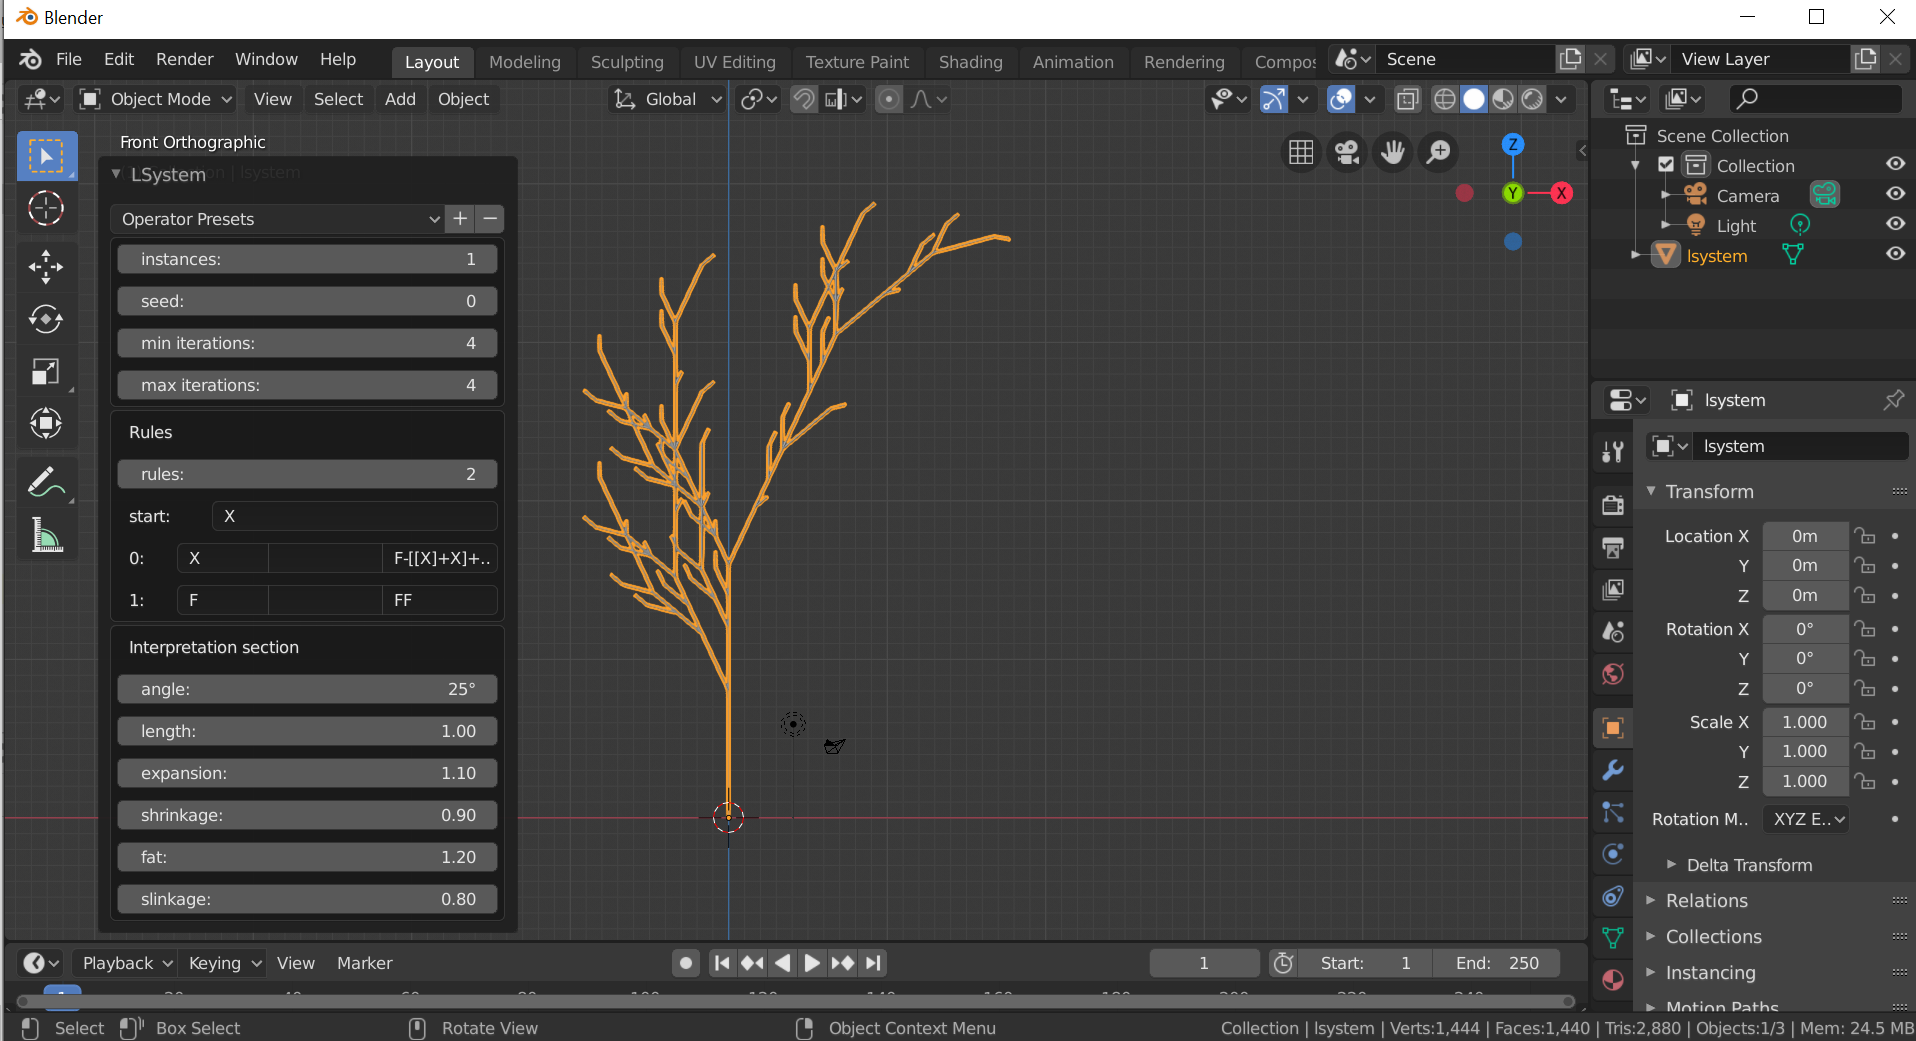 Blender
File Edit Render Window Help Layout Modeling Sculpting UV Editing Texture Paint Shading Animation Rendering Compos Scene View Layer
Object Mode View Select Add Object Global
Front Orthographic
LSystem
Operator Presets
instances: 1
seed: 0
min iterations: 4
max iterations: 4
Rules
rules: 2
start: X
0: X F-[[X]+X]+..
1: F FF
Interpretation section
angle: 25°
length: 1.00
expansion: 1.10
shrinkage: 0.90
fat: 1.20
slinkage: 0.80
Z
Y X
Scene Collection
Collection
Camera
Light
lsystem
lsystem
lsystem
Transform
Location X 0m
Y 0m
Z 0m
Rotation X 0°
Y 0°
Z 0°
Scale X 1.000
Y 1.000
Z 1.000
Rotation M.. XYZ E..
Delta Transform
Relations
Collections
Instancing
Motion Paths
Playback Keying View Marker 1 Start: 1 End: 250
Select Box Select Rotate View Object Context Menu Collection | lsystem | Verts:1,444 | Faces:1,440 | Tris:2,880 | Objects:1/3 | Mem: 24.5 MB